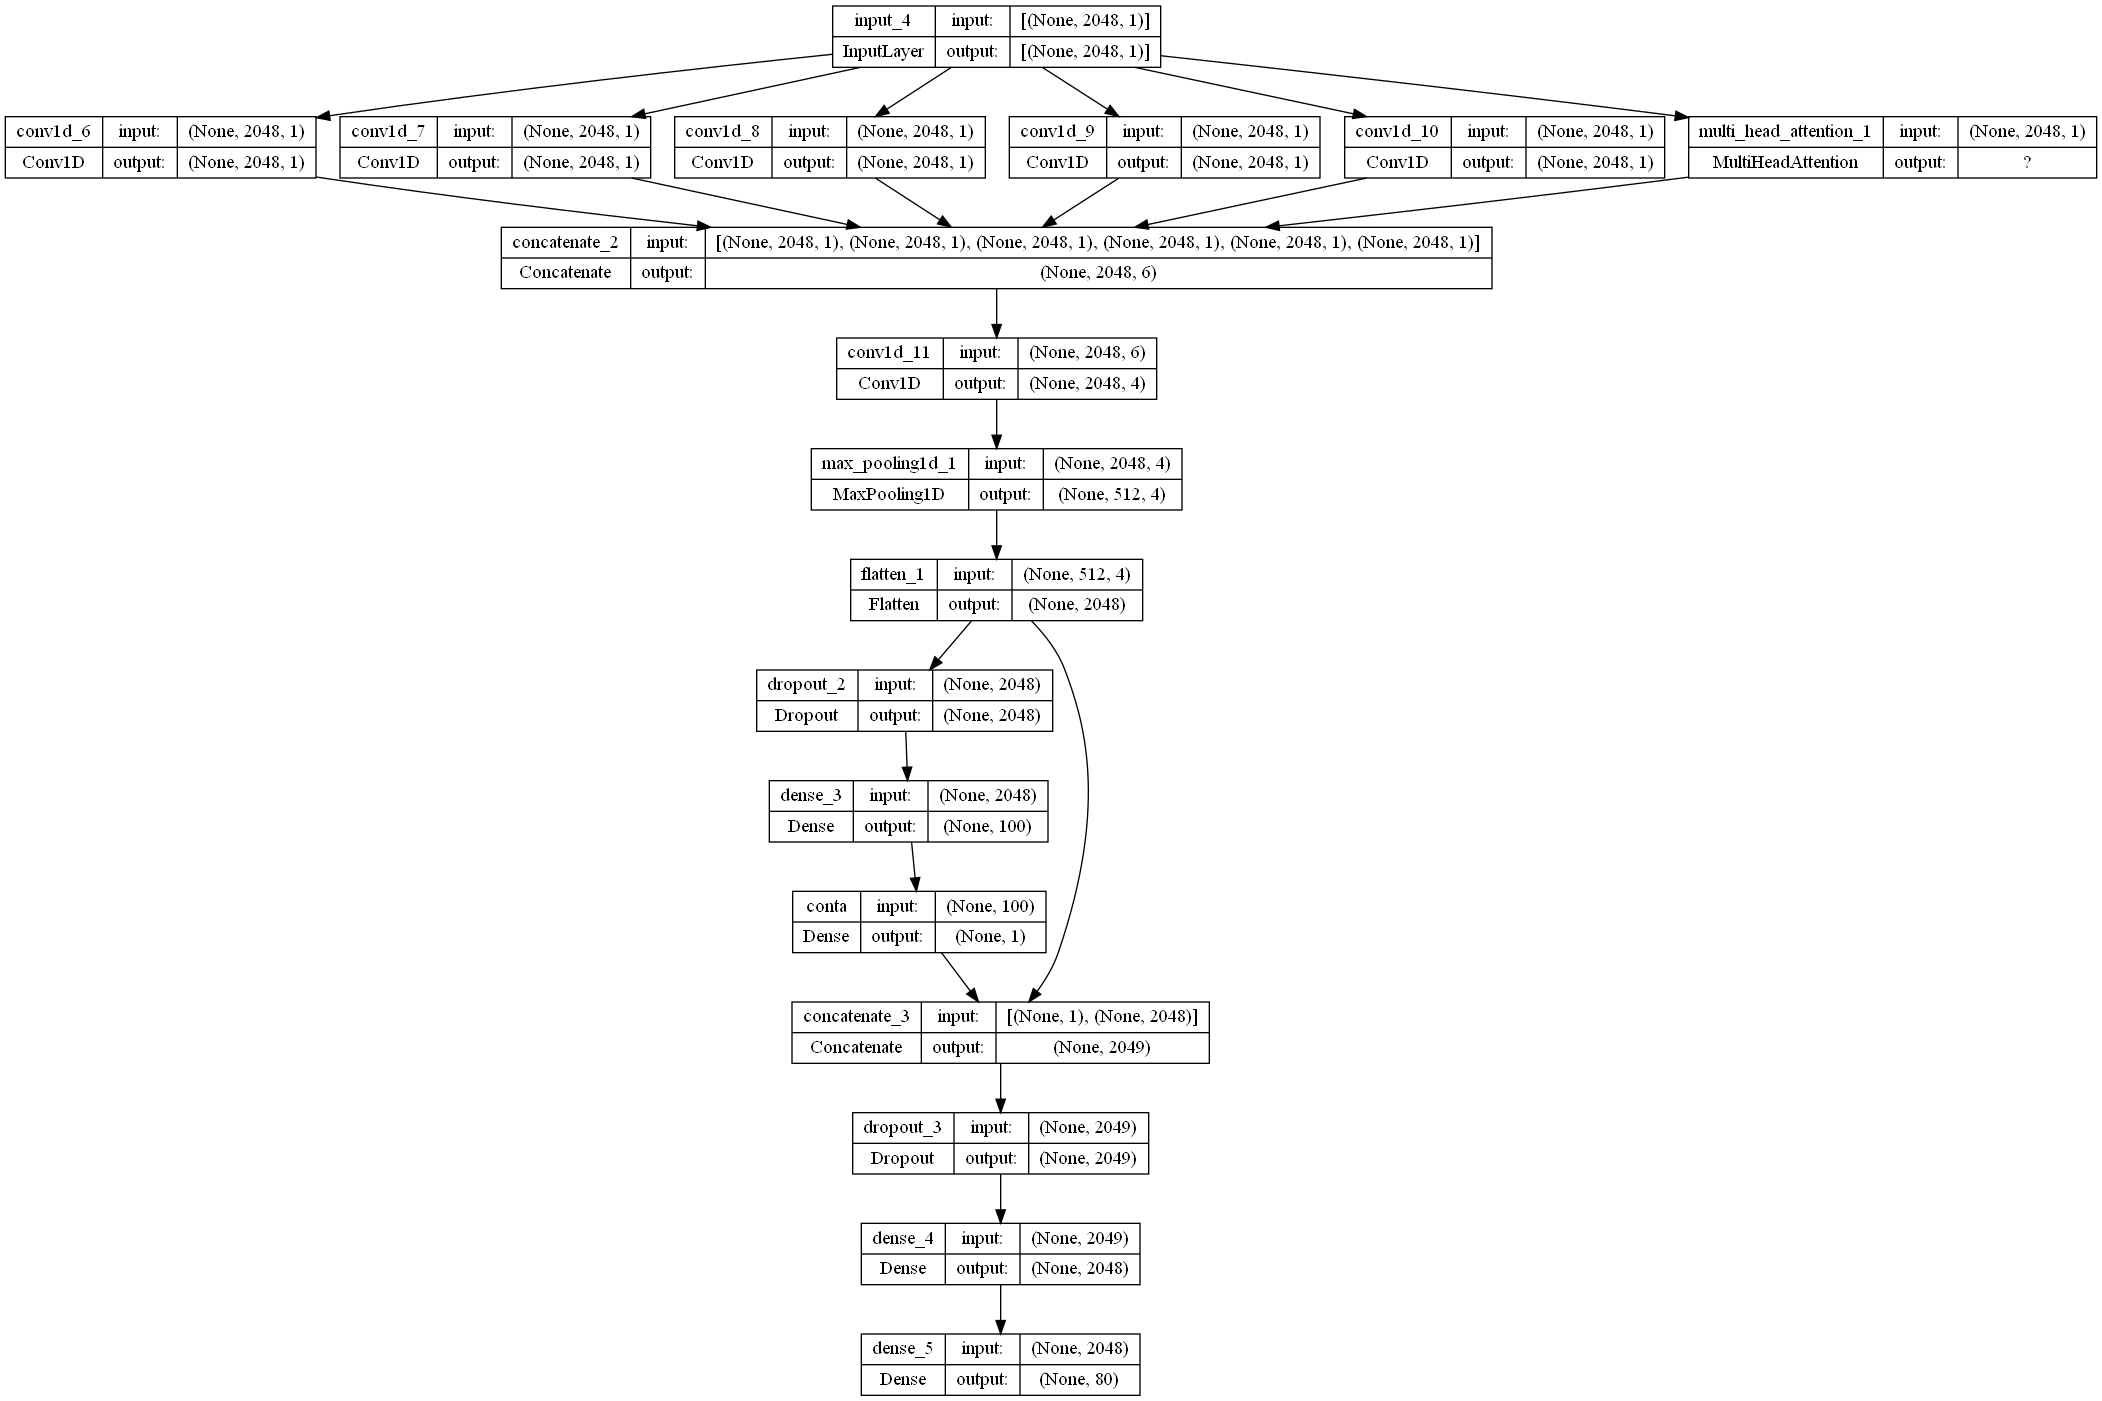 input_4 input: [(None, 2048, 1)]
InputLayer output: [(None, 2048, 1)]
conv1d_6 input: (None, 2048, 1)
Conv1D output: (None, 2048, 1)
conv1d_7 input: (None, 2048, 1)
Conv1D output: (None, 2048, 1)
conv1d_8 input: (None, 2048, 1)
Conv1D output: (None, 2048, 1)
conv1d_9 input: (None, 2048, 1)
Conv1D output: (None, 2048, 1)
conv1d_10 input: (None, 2048, 1)
Conv1D output: (None, 2048, 1)
multi_head_attention_1 input: (None, 2048, 1)
MultiHeadAttention output: ?
concatenate_2 input: [(None, 2048, 1), (None, 2048, 1), (None, 2048, 1), (None, 2048, 1), (None, 2048, 1), (None, 2048, 1)]
Concatenate output: (None, 2048, 6)
conv1d_11 input: (None, 2048, 6)
Conv1D output: (None, 2048, 4)
max_pooling1d_1 input: (None, 2048, 4)
MaxPooling1D output: (None, 512, 4)
flatten_1 input: (None, 512, 4)
Flatten output: (None, 2048)
dropout_2 input: (None, 2048)
Dropout output: (None, 2048)
dense_3 input: (None, 2048)
Dense output: (None, 100)
conta input: (None, 100)
Dense output: (None, 1)
concatenate_3 input: [(None, 1), (None, 2048)]
Concatenate output: (None, 2049)
dropout_3 input: (None, 2049)
Dropout output: (None, 2049)
dense_4 input: (None, 2049)
Dense output: (None, 2048)
dense_5 input: (None, 2048)
Dense output: (None, 80)